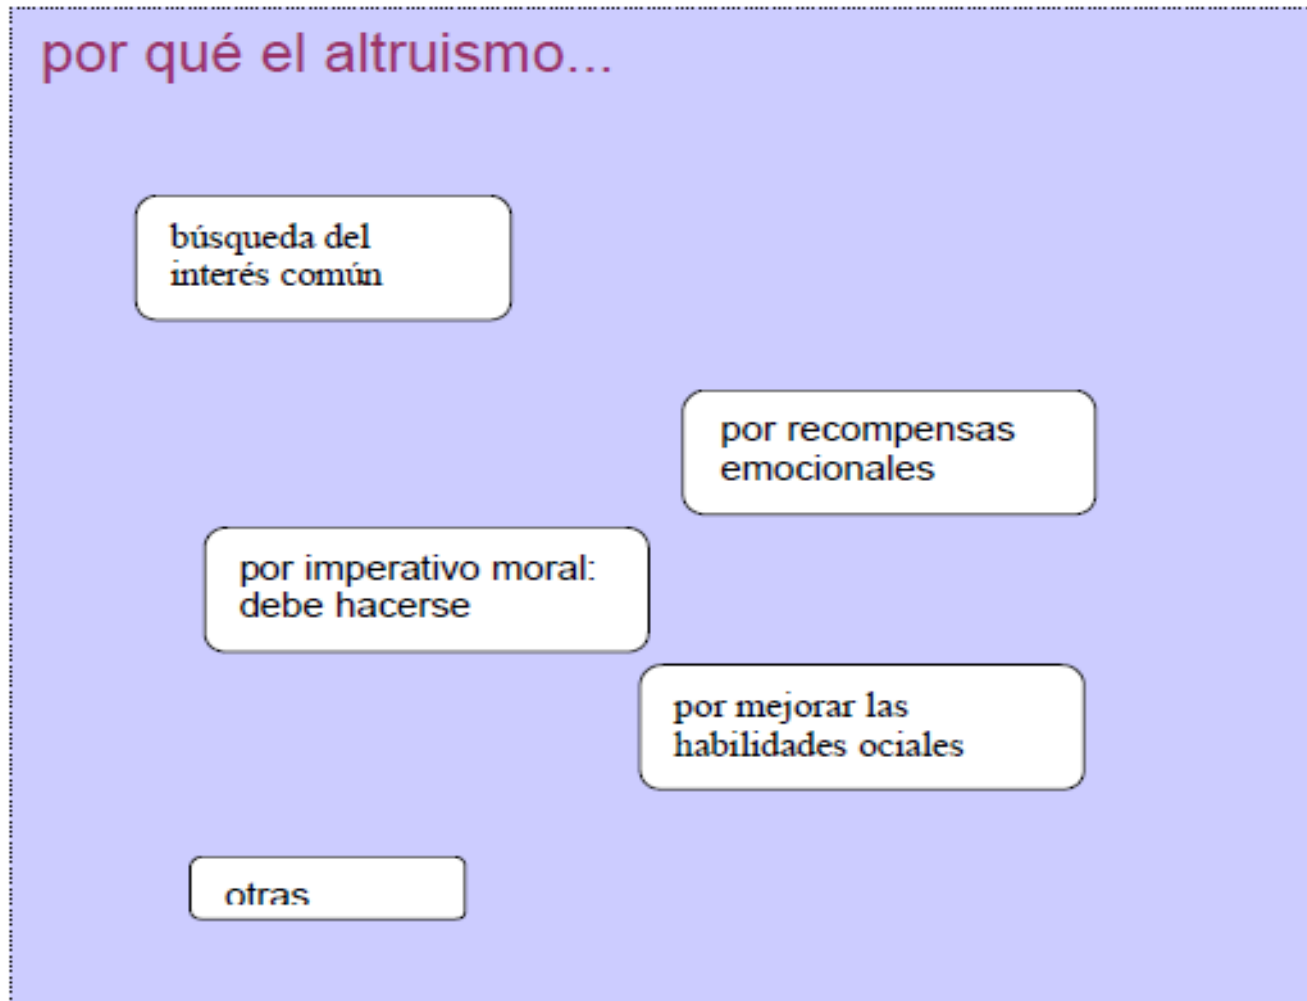 por qué el altruismo...
búsqueda del
interés común
por recompensas
emocionales
por imperativo moral:
debe hacerse
por mejorar las
habilidades ociales
otras